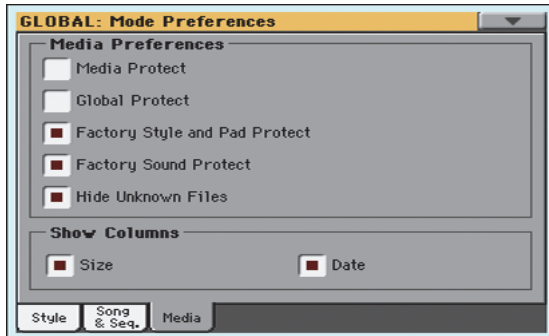 GLOBAL: Mode Preferences
Media Preferences
Media Protect
Global Protect
Factory Style and Pad Protect
Factory Sound Protect
Hide Unknown Files
Show Columns
Size Date
Style Song & Seq. Media